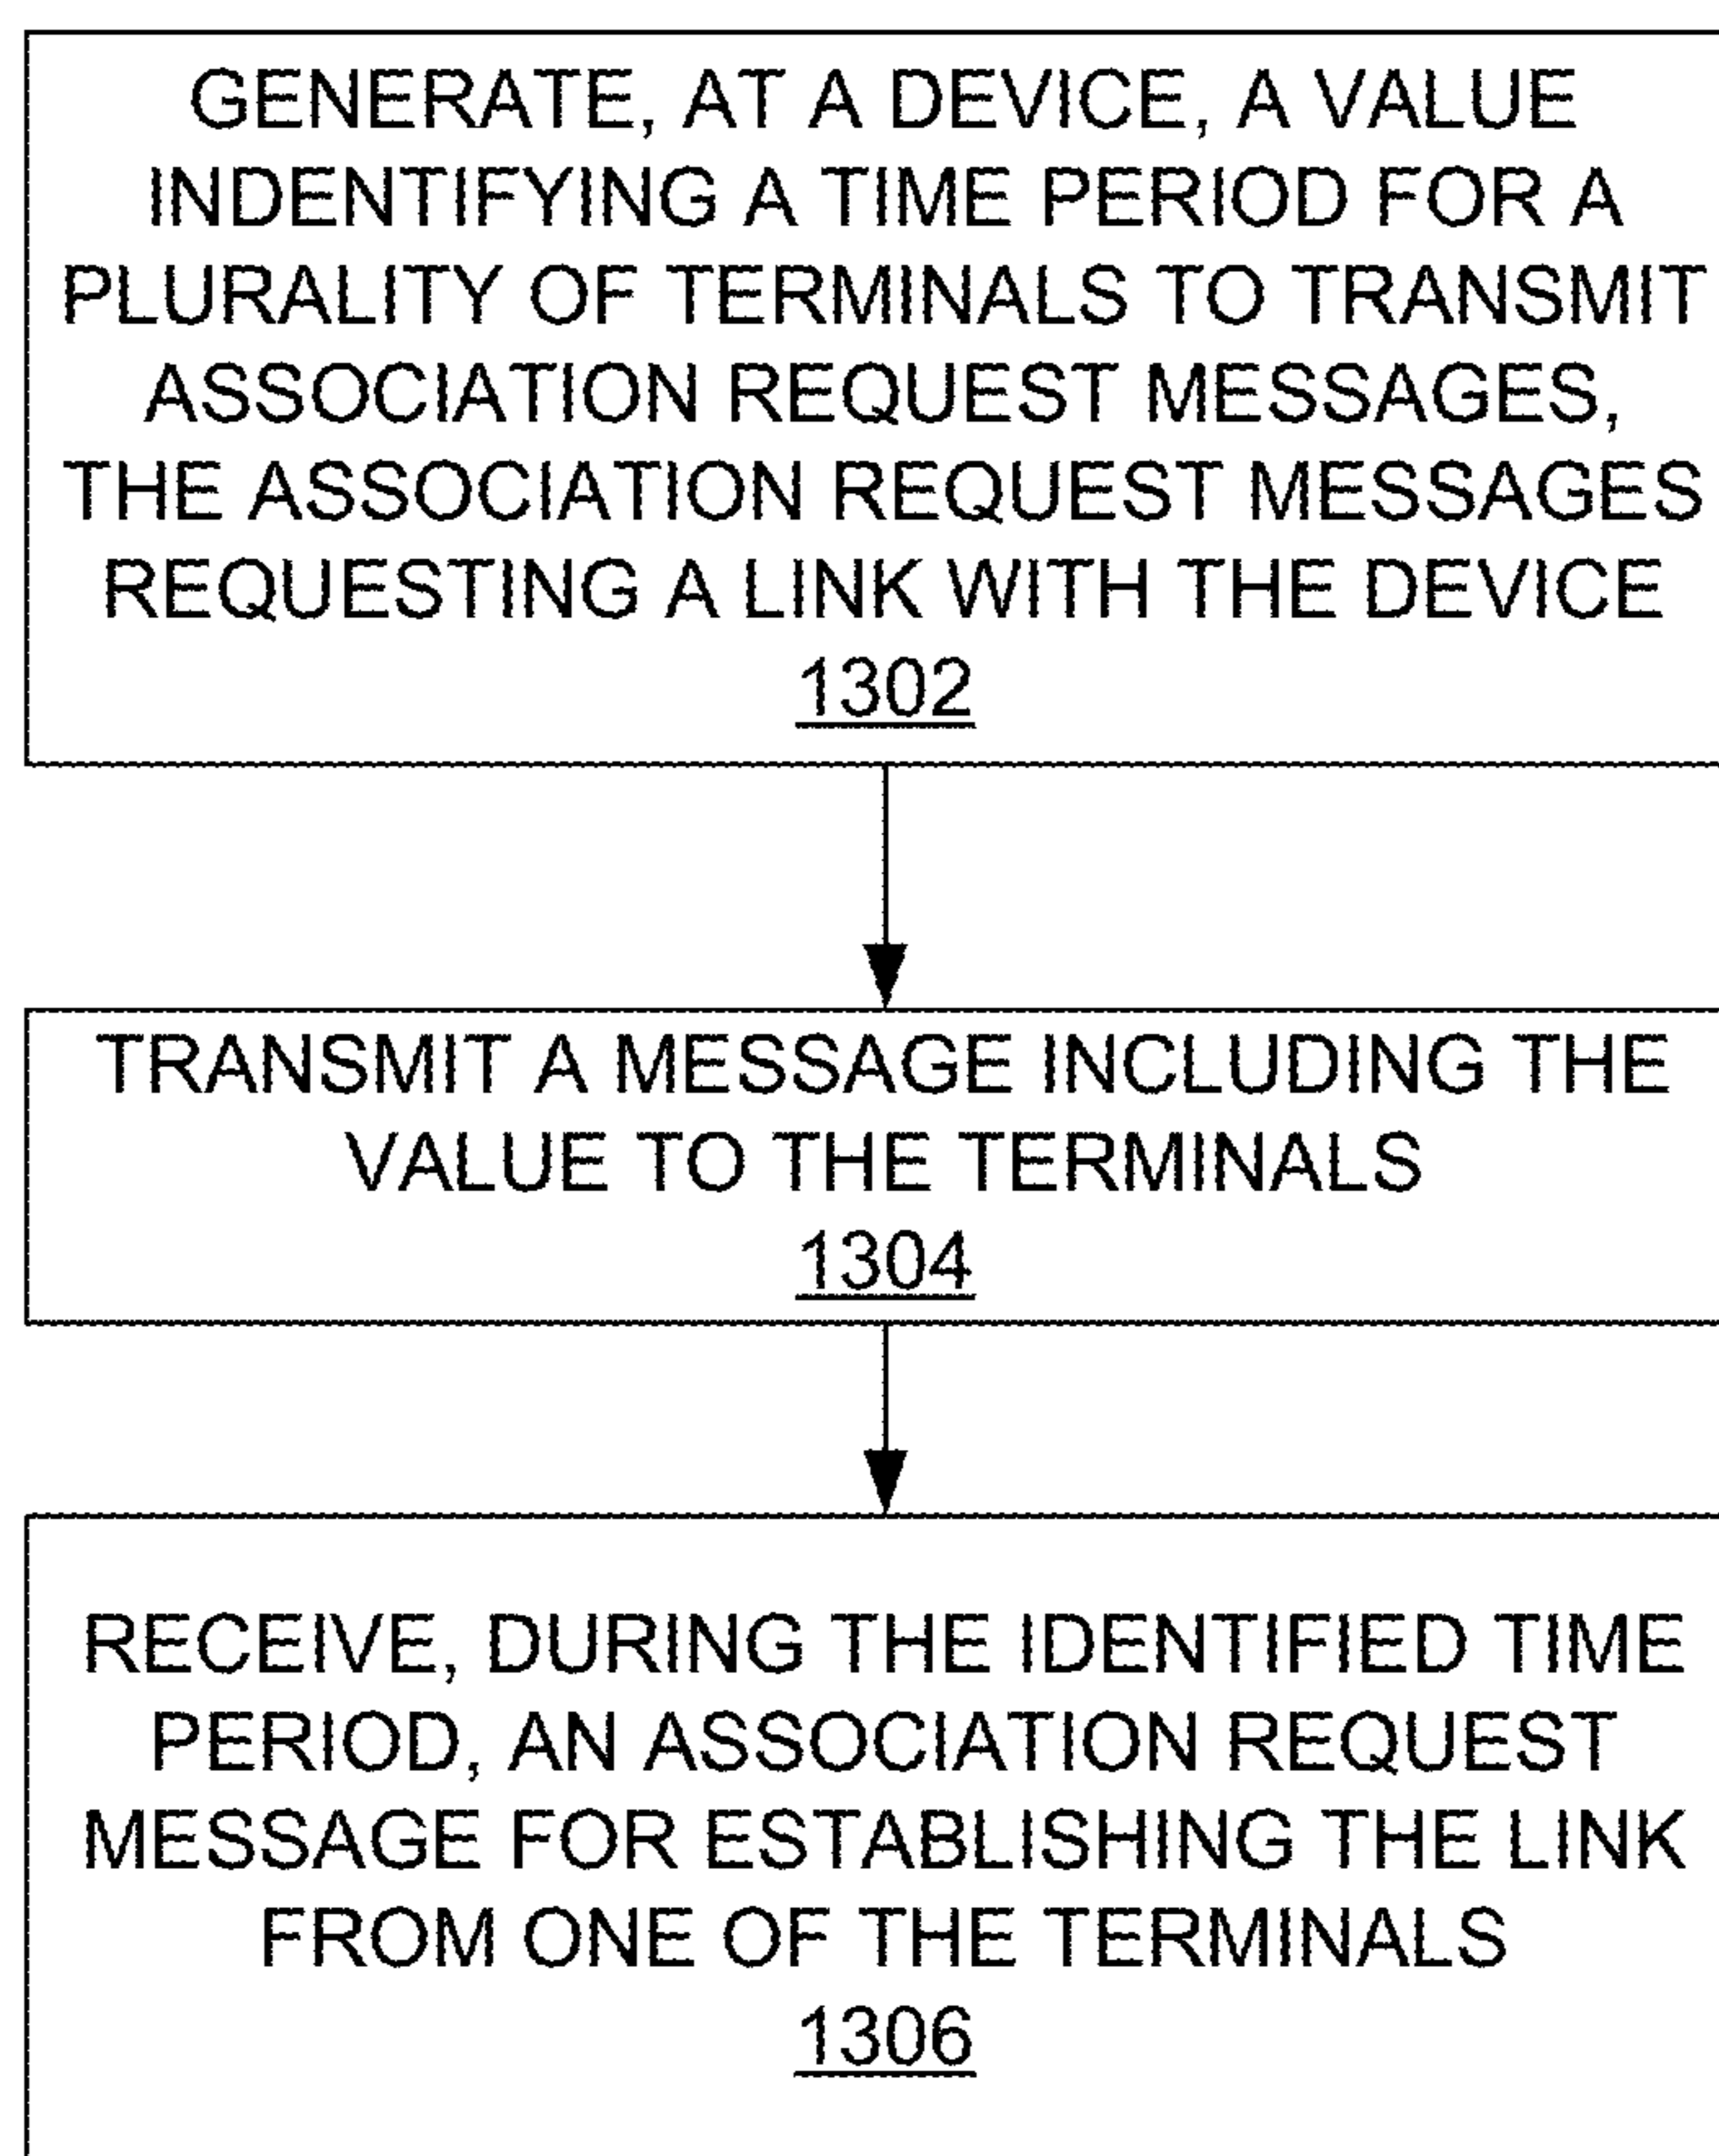 GENERATE, AT A DEVICE, A VALUE
INDENTIFYING A TIME PERIOD FOR A
PLURALITY OF TERMINALS TO TRANSMIT
ASSOCIATION REQUEST MESSAGES,
THE ASSOCIATION REQUEST MESSAGES
REQUESTING A LINK WITH THE DEVICE
1302
TRANSMIT A MESSAGE INCLUDING THE
VALUE TO THE TERMINALS
1304
RECEIVE, DURING THE IDENTIFIED TIME
PERIOD, AN ASSOCIATION REQUEST
MESSAGE FOR ESTABLISHING THE LINK
FROM ONE OF THE TERMINALS
1306